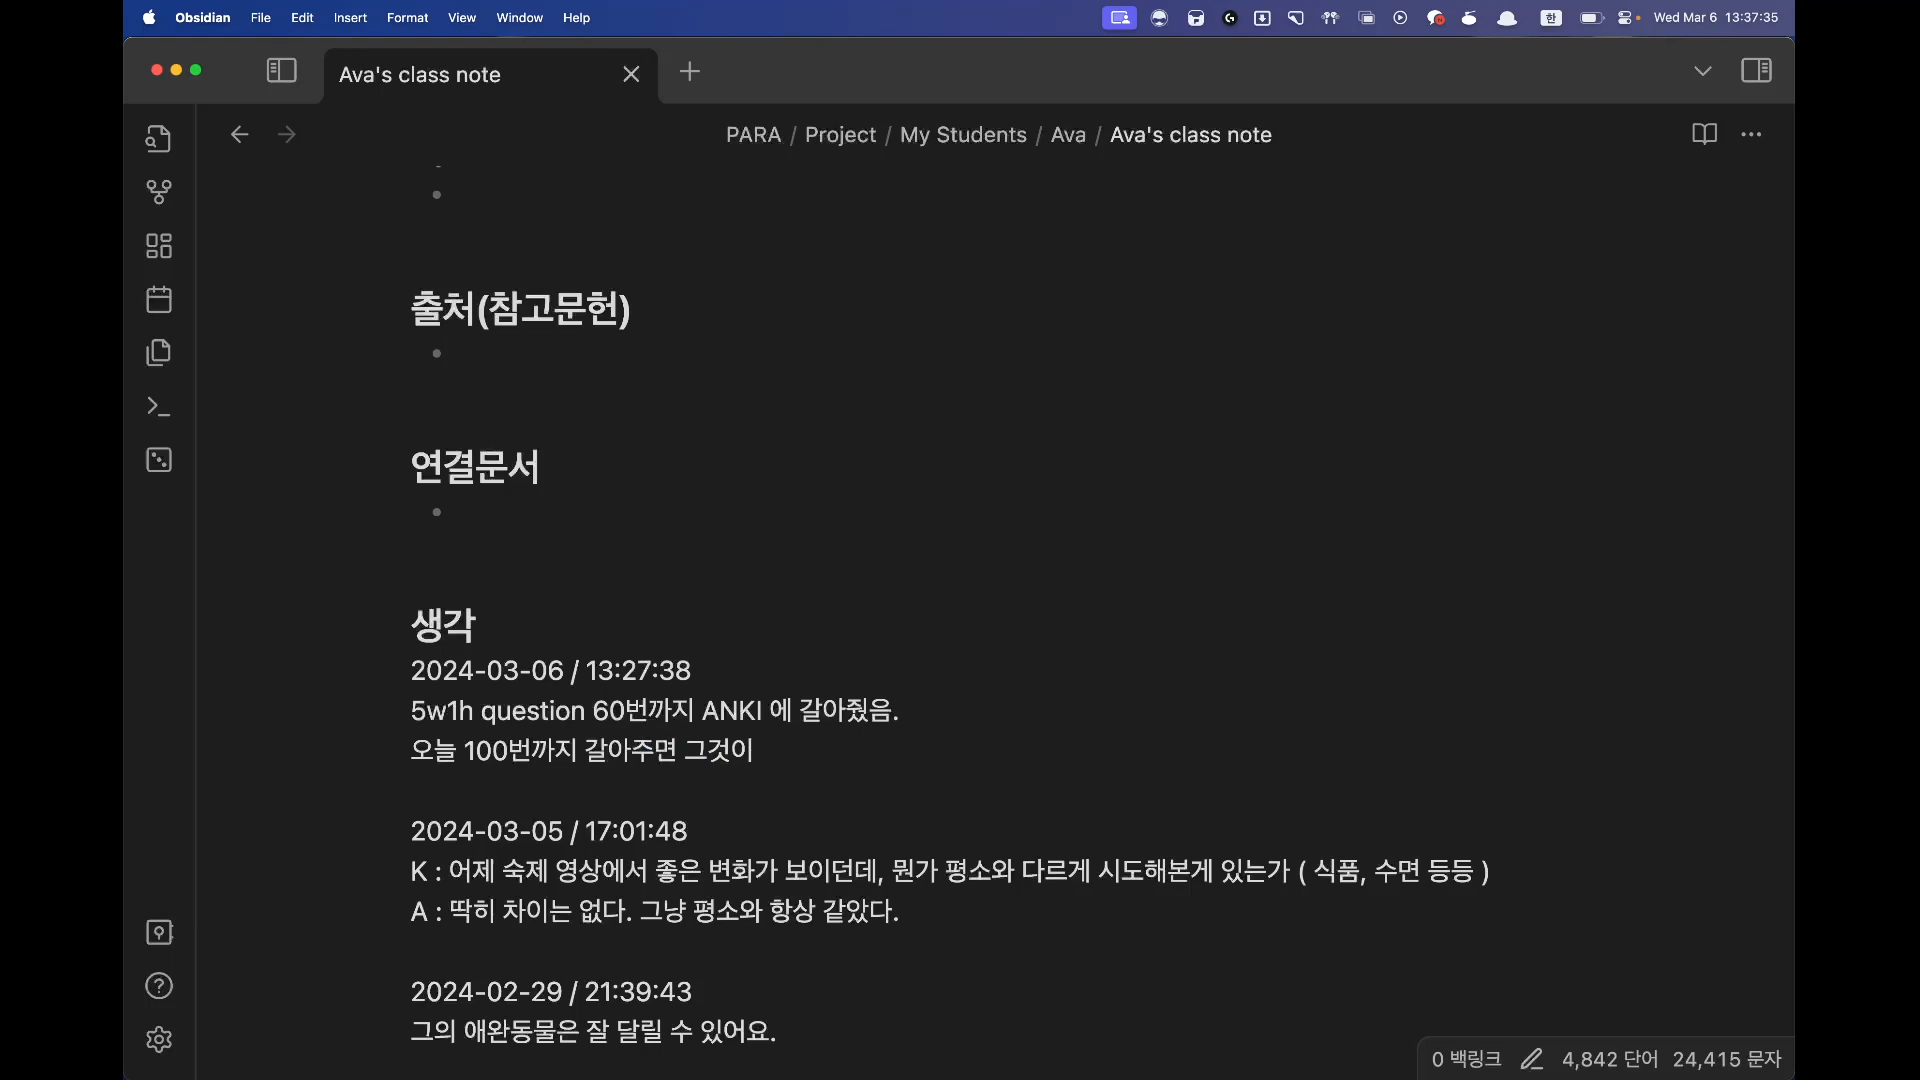 Obsidian File Edit Insert Format View Window Help 한 Wed Mar 6 13:37:35
Ava's class note
PARA / Project / My Students / Ava / Ava's class note
출처(참고문헌)
연결문서
생각
2024-03-06 / 13:27:38
5w1h question 60번까지 ANKI 에 갈아줬음.
오늘 100번까지 갈아주면 그것이
2024-03-05 / 17:01:48
K : 어제 숙제 영상에서 좋은 변화가 보이던데, 뭔가 평소와 다르게 시도해본게 있는가 ( 식품, 수면 등등 )
A : 딱히 차이는 없다. 그냥 평소와 항상 같았다.
2024-02-29 / 21:39:43
그의 애완동물은 잘 달릴 수 있어요.
0 백링크 4,842 단어 24,415 문자